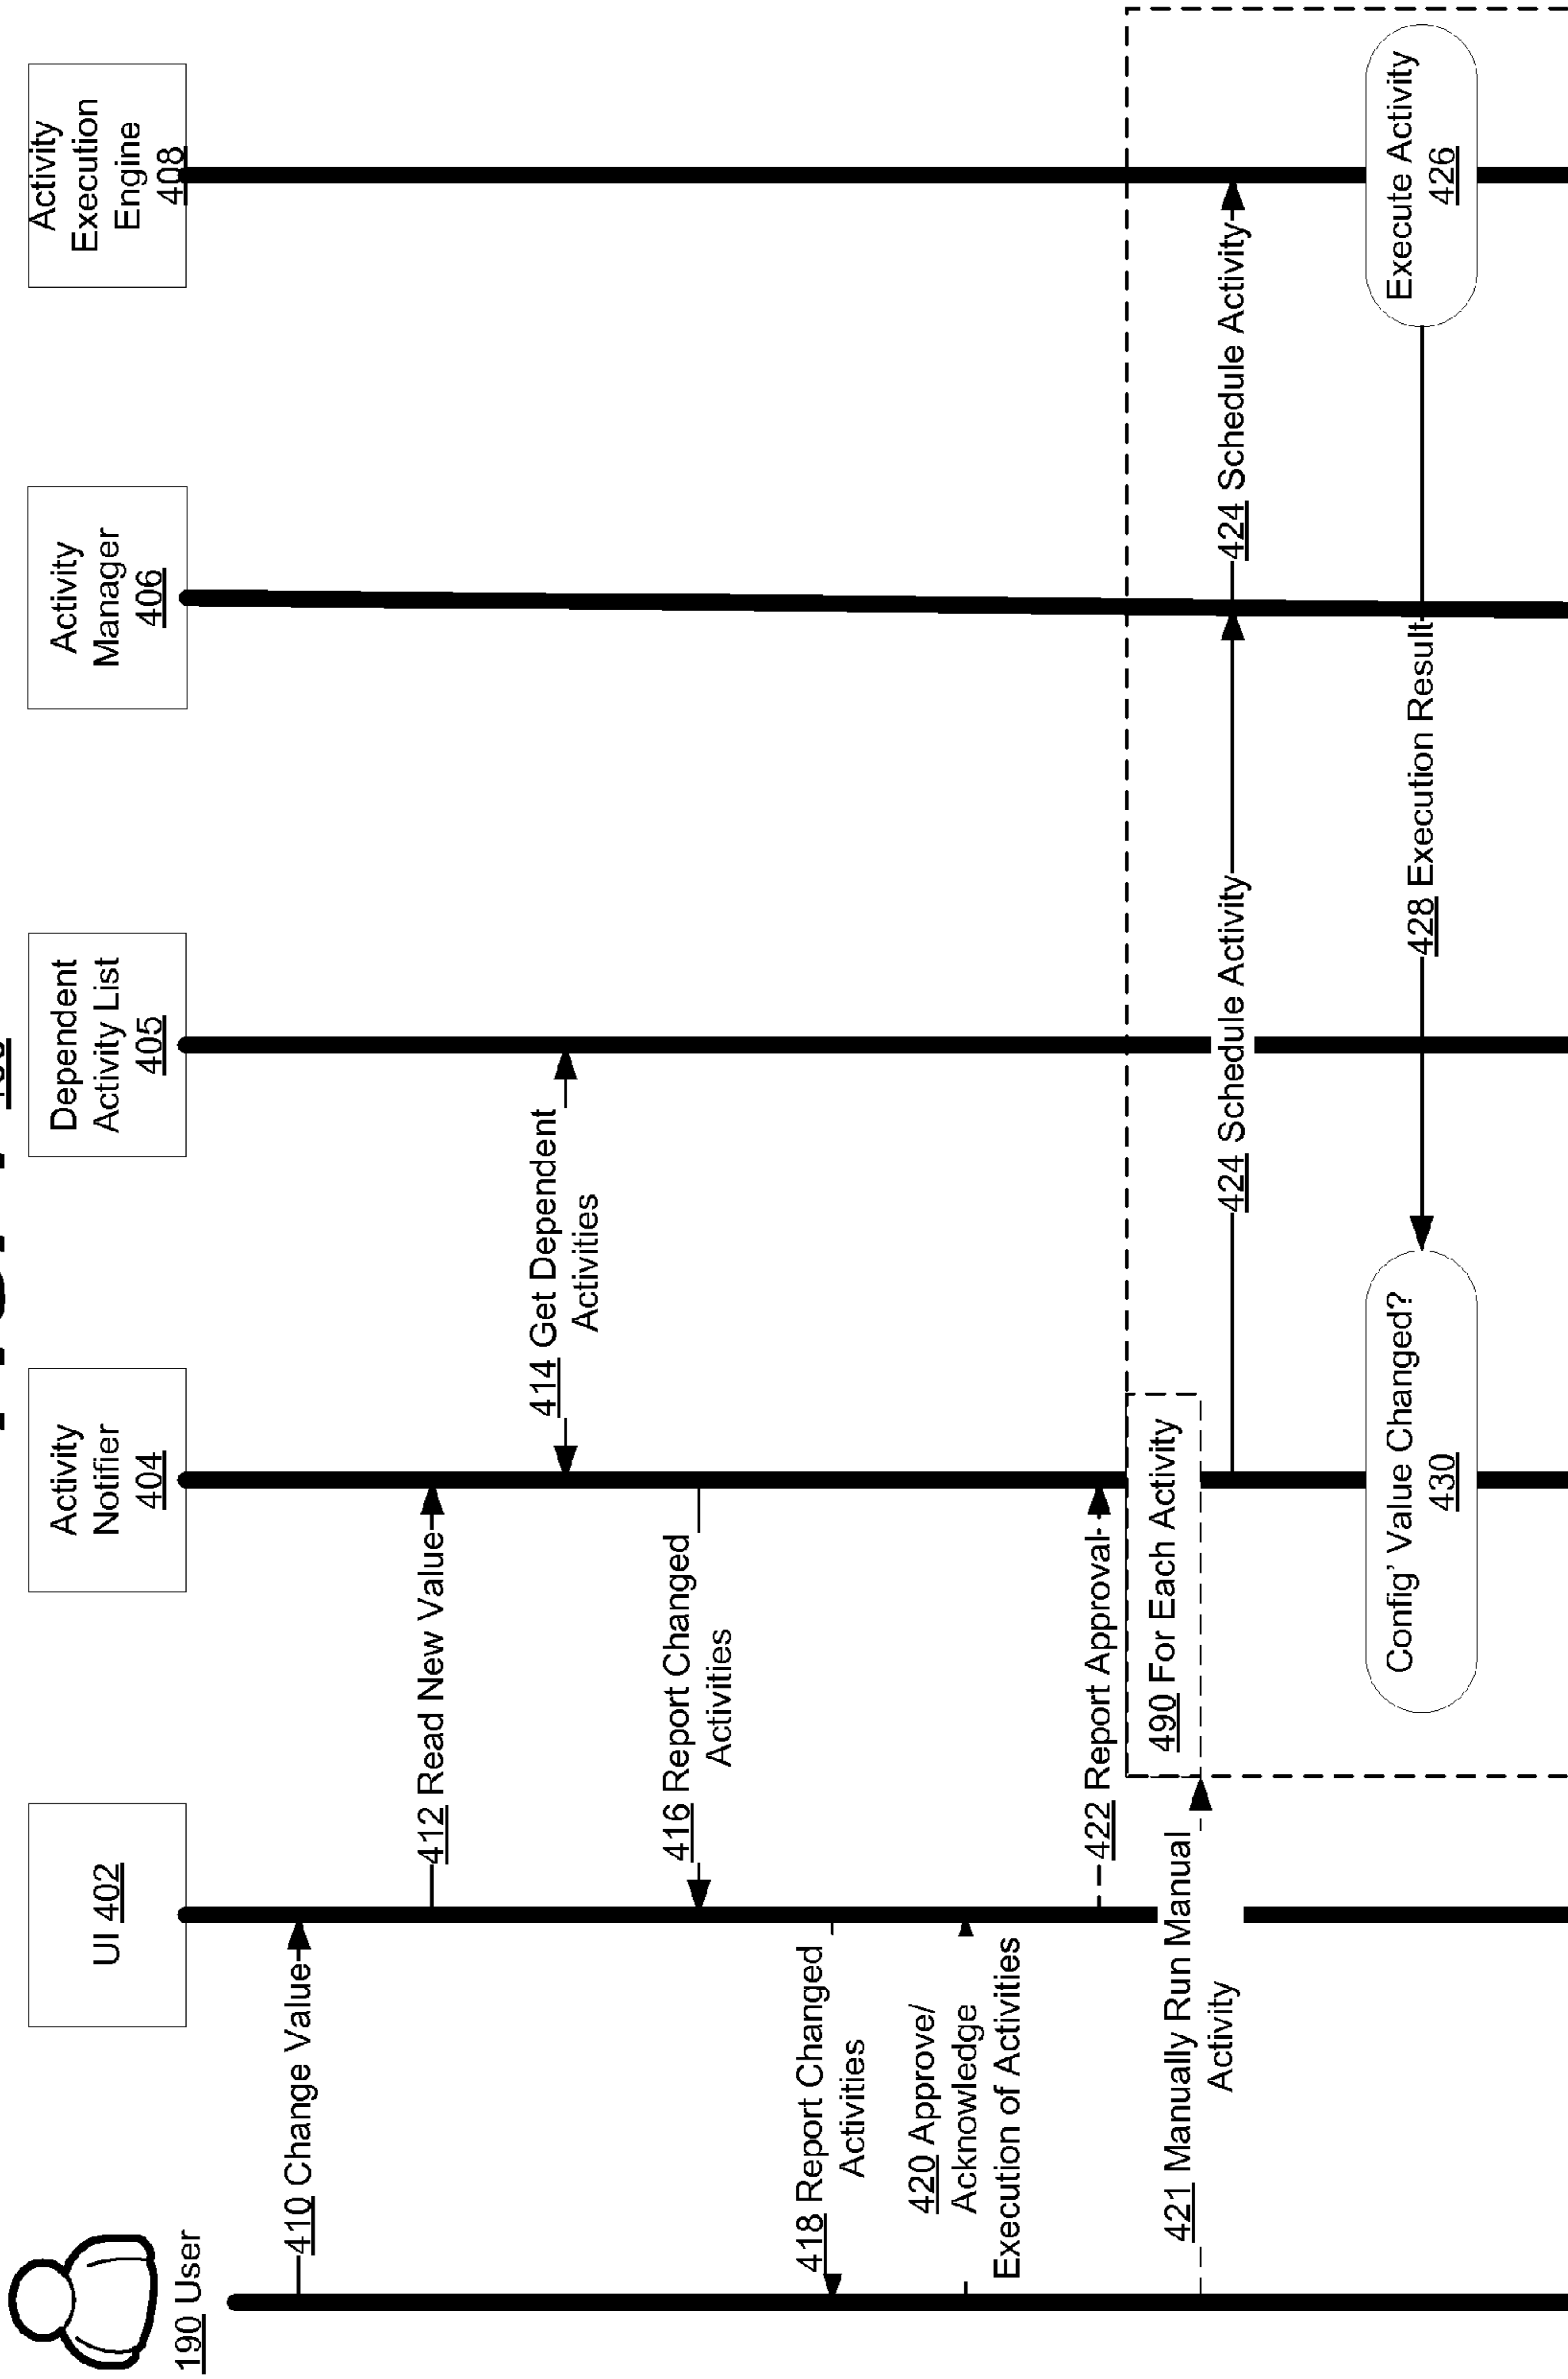 190 User
UI 402
Activity
Notifier
404
Dependent
Activity List
405
Activity
Manager
406
Activity
Execution
Engine
408
410 Change Value
412 Read New Value
414 Get Dependent
Activities
416 Report Changed
Activities
418 Report Changed
Activities
420 Approve/
Acknowledge
Execution of Activities
422 Report Approval
490 For Each Activity
421 Manually Run Manual
Activity
424 Schedule Activity
424 Schedule Activity
Execute Activity
426
428 Execution Result
Config' Value Changed?
430